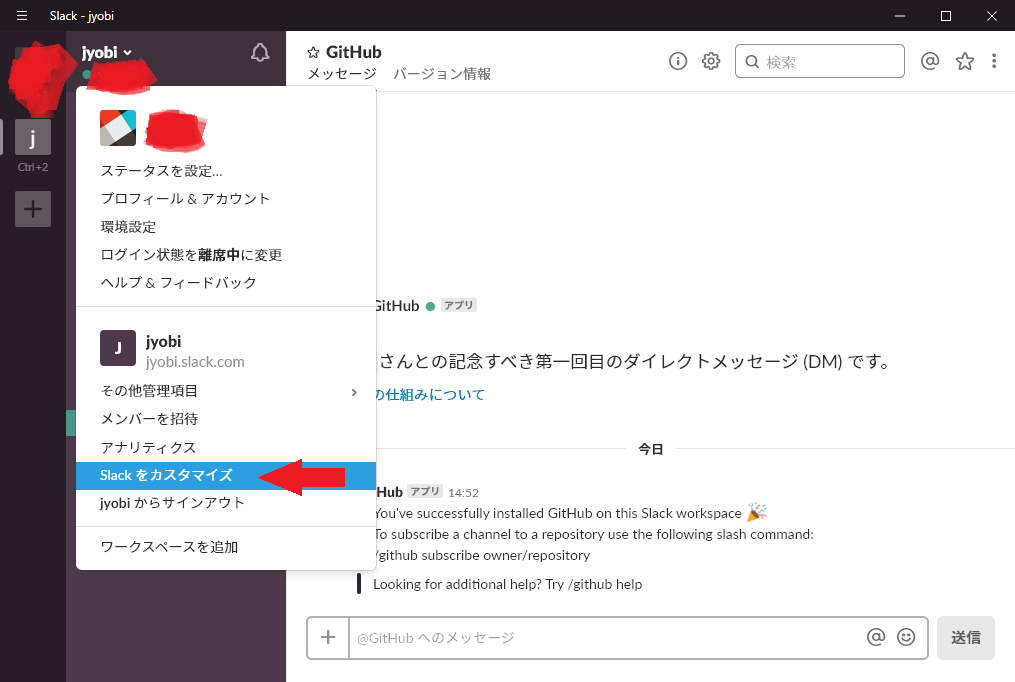 Slack - jyobi
jyobi
j
Ctrl+2
ステータスを設定...
プロフィール & アカウント
環境設定
ログイン状態を離席中に変更
ヘルプ & フィードバック
J
jyobi
jyobi.slack.com
その他管理項目
メンバーを招待
アナリティクス
Slack をカスタマイズ
jyobi からサインアウト
ワークスペースを追加
GitHub
メッセージ バージョン情報
検索
GitHub アプリ
さんとの記念すべき第一回目のダイレクトメッセージ (DM) です。
の仕組みについて
今日
Hub アプリ 14:52
You've successfully installed GitHub on this Slack workspace 🎉
To subscribe a channel to a repository use the following slash command:
/github subscribe owner/repository
Looking for additional help? Try /github help
@GitHub へのメッセージ
送信